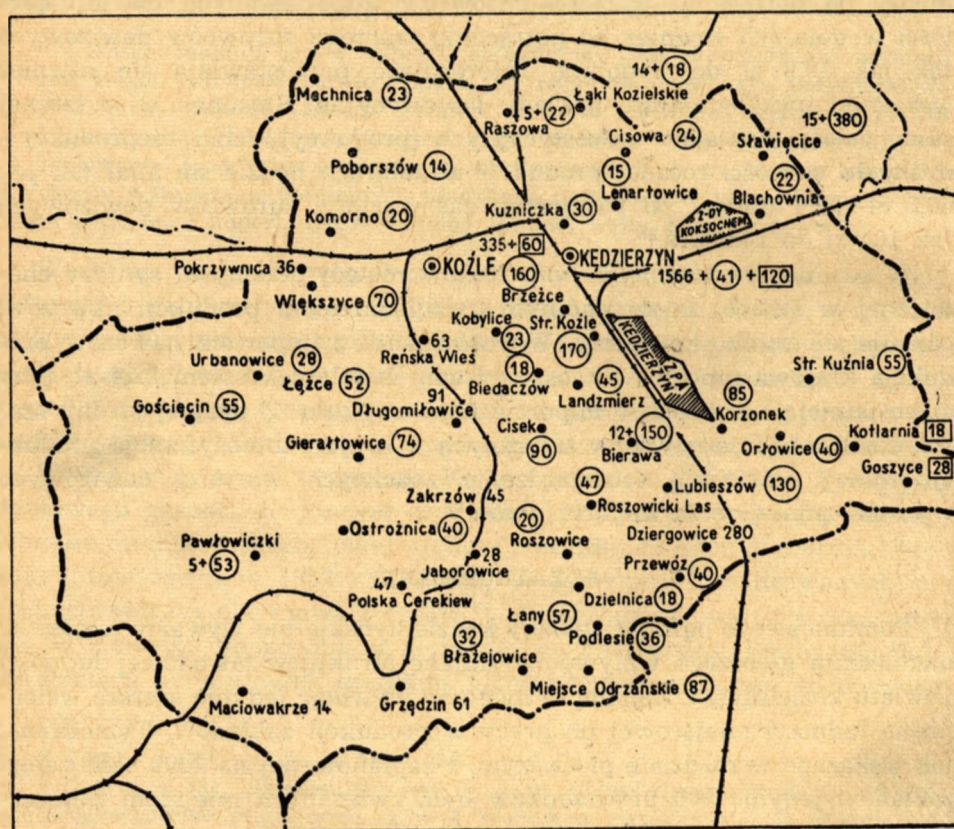 Mechnica 23
14+18
Łąki Kozielskie
5+22
Raszowa
Cisowa 24
15+380
Sławięcice
Poborszów 14
15
Lenartowice
22
Blachownia
Komorno 20
Kuzniczka 30
Z-DY KOKSOCHEM.
335+60
KĘDZIERZYN
Pokrzywnica 36
KOŹLE
160
1566+41+120
Brzeźce
Większyce 70
Kobylice
23
Str. Koźle
170
KĘDZIERZYN
ZPA
63
Reńska Wieś
Urbanowice 28
Łężce 52
18
Biedaczów
45
Landzmierz
Str. Kuźnia 55
85
Korzonek
Gościęcin 55
91
Długomiłowice
Cisek
90
12+150
Bierawa
Orłowice 40
Kotlarnia 18
Gierałtowice 74
Goszyce 28
47
Roszowicki Las
Lubieszów 130
Zakrzów 45
Ostrożnica 40
20
Roszowice
Dziergowice 280
Pawłowiczki
5+53
28
Jaborowice
Przewóz 40
47
Polska Cerekiew
Dzielnica 18
Łany 57
Podlesie 36
32
Błażejowice
Miejsce Odrzańskie 87
Maciowakrze 14
Grzędzin 61